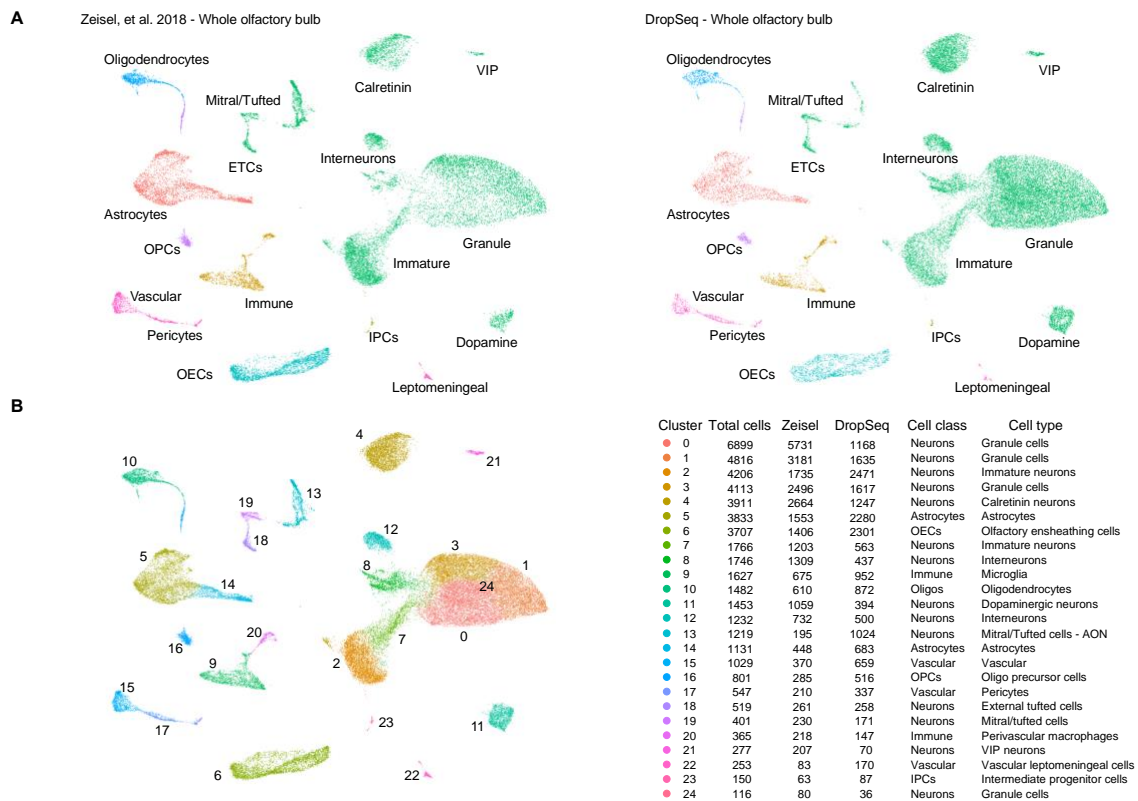 A
Zeisel, et al. 2018 - Whole olfactory bulb
Oligodendrocytes
Mitral/Tufted
Calretinin
VIP
ETCs
Interneurons
Astrocytes
OPCs
Granule
Immature
Immune
Vascular
Pericytes
IPCs
Dopamine
OECs
Leptomeningeal
DropSeq - Whole olfactory bulb
Oligodendrocytes
Mitral/Tufted
Calretinin
VIP
ETCs
Interneurons
Astrocytes
OPCs
Granule
Immature
Immune
Vascular
Pericytes
IPCs
Dopamine
OECs
Leptomeningeal
B
4
21
10
19
13
18
12
5
3
1
8
24
14
0
7
20
16
2
9
15
17
23
11
6
22
Cluster Total cells Zeisel DropSeq Cell class Cell type
0 6899 5731 1168 Neurons Granule cells
1 4816 3181 1635 Neurons Granule cells
2 4206 1735 2471 Neurons Immature neurons
3 4113 2496 1617 Neurons Granule cells
4 3911 2664 1247 Neurons Calretinin neurons
5 3833 1553 2280 Astrocytes Astrocytes
6 3707 1406 2301 OECs Olfactory ensheathing cells
7 1766 1203 563 Neurons Immature neurons
8 1746 1309 437 Neurons Interneurons
9 1627 675 952 Immune Microglia
10 1482 610 872 Oligos Oligodendrocytes
11 1453 1059 394 Neurons Dopaminergic neurons
12 1232 732 500 Neurons Interneurons
13 1219 195 1024 Neurons Mitral/Tufted cells - AON
14 1131 448 683 Astrocytes Astrocytes
15 1029 370 659 Vascular Vascular
16 801 285 516 OPCs Oligo precursor cells
17 547 210 337 Vascular Pericytes
18 519 261 258 Neurons External tufted cells
19 401 230 171 Neurons Mitral/tufted cells
20 365 218 147 Immune Perivascular macrophages
21 277 207 70 Neurons VIP neurons
22 253 83 170 Vascular Vascular leptomeningeal cells
23 150 63 87 IPCs Intermediate progenitor cells
24 116 80 36 Neurons Granule cells